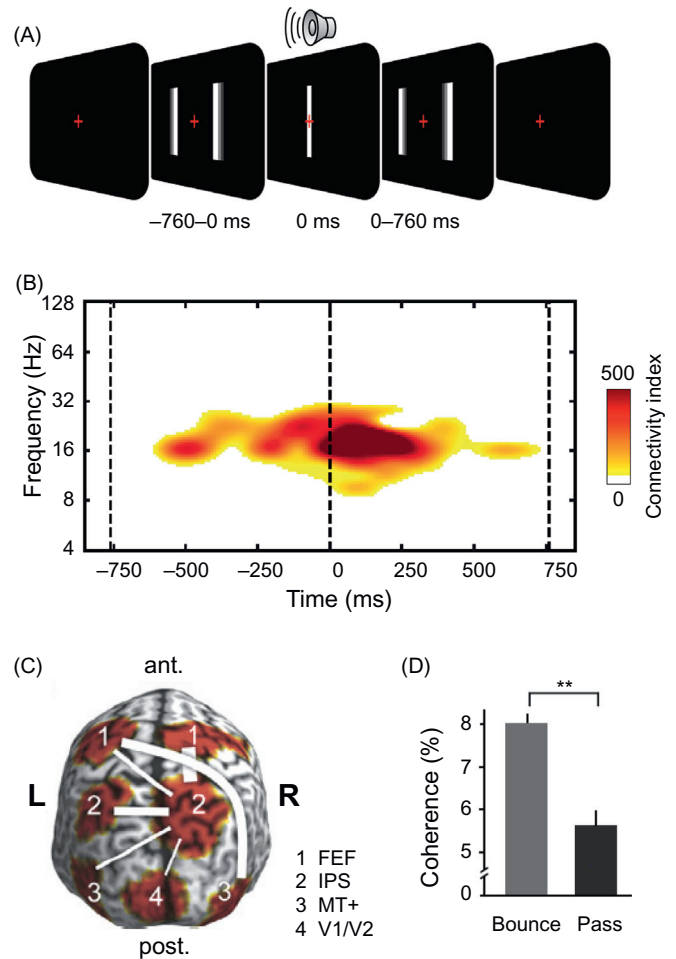 (A)
–760–0 ms 0 ms 0–760 ms
(B)
128
64
32
16
8
4
Frequency (Hz)
–750 –500 –250 0 250 500 750
Time (ms)
500
0
Connectivity index
(C)
ant.
L R
1 1
2 2
3 4 3
post.
1 FEF
2 IPS
3 MT+
4 V1/V2
(D)
**
8
7
6
5
0
Coherence (%)
Bounce Pass